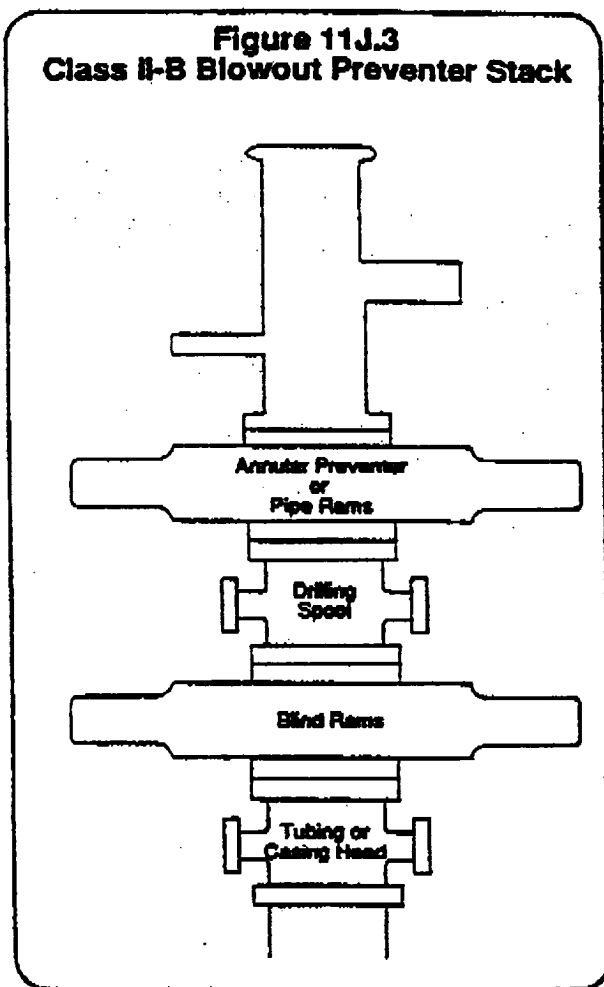 Figure 11J.3
Class II-B Blowout Preventer Stack
Annular Preventer
or
Pipe Rams
Drilling
Spool
Blind Rams
Tubing or
Casing Head